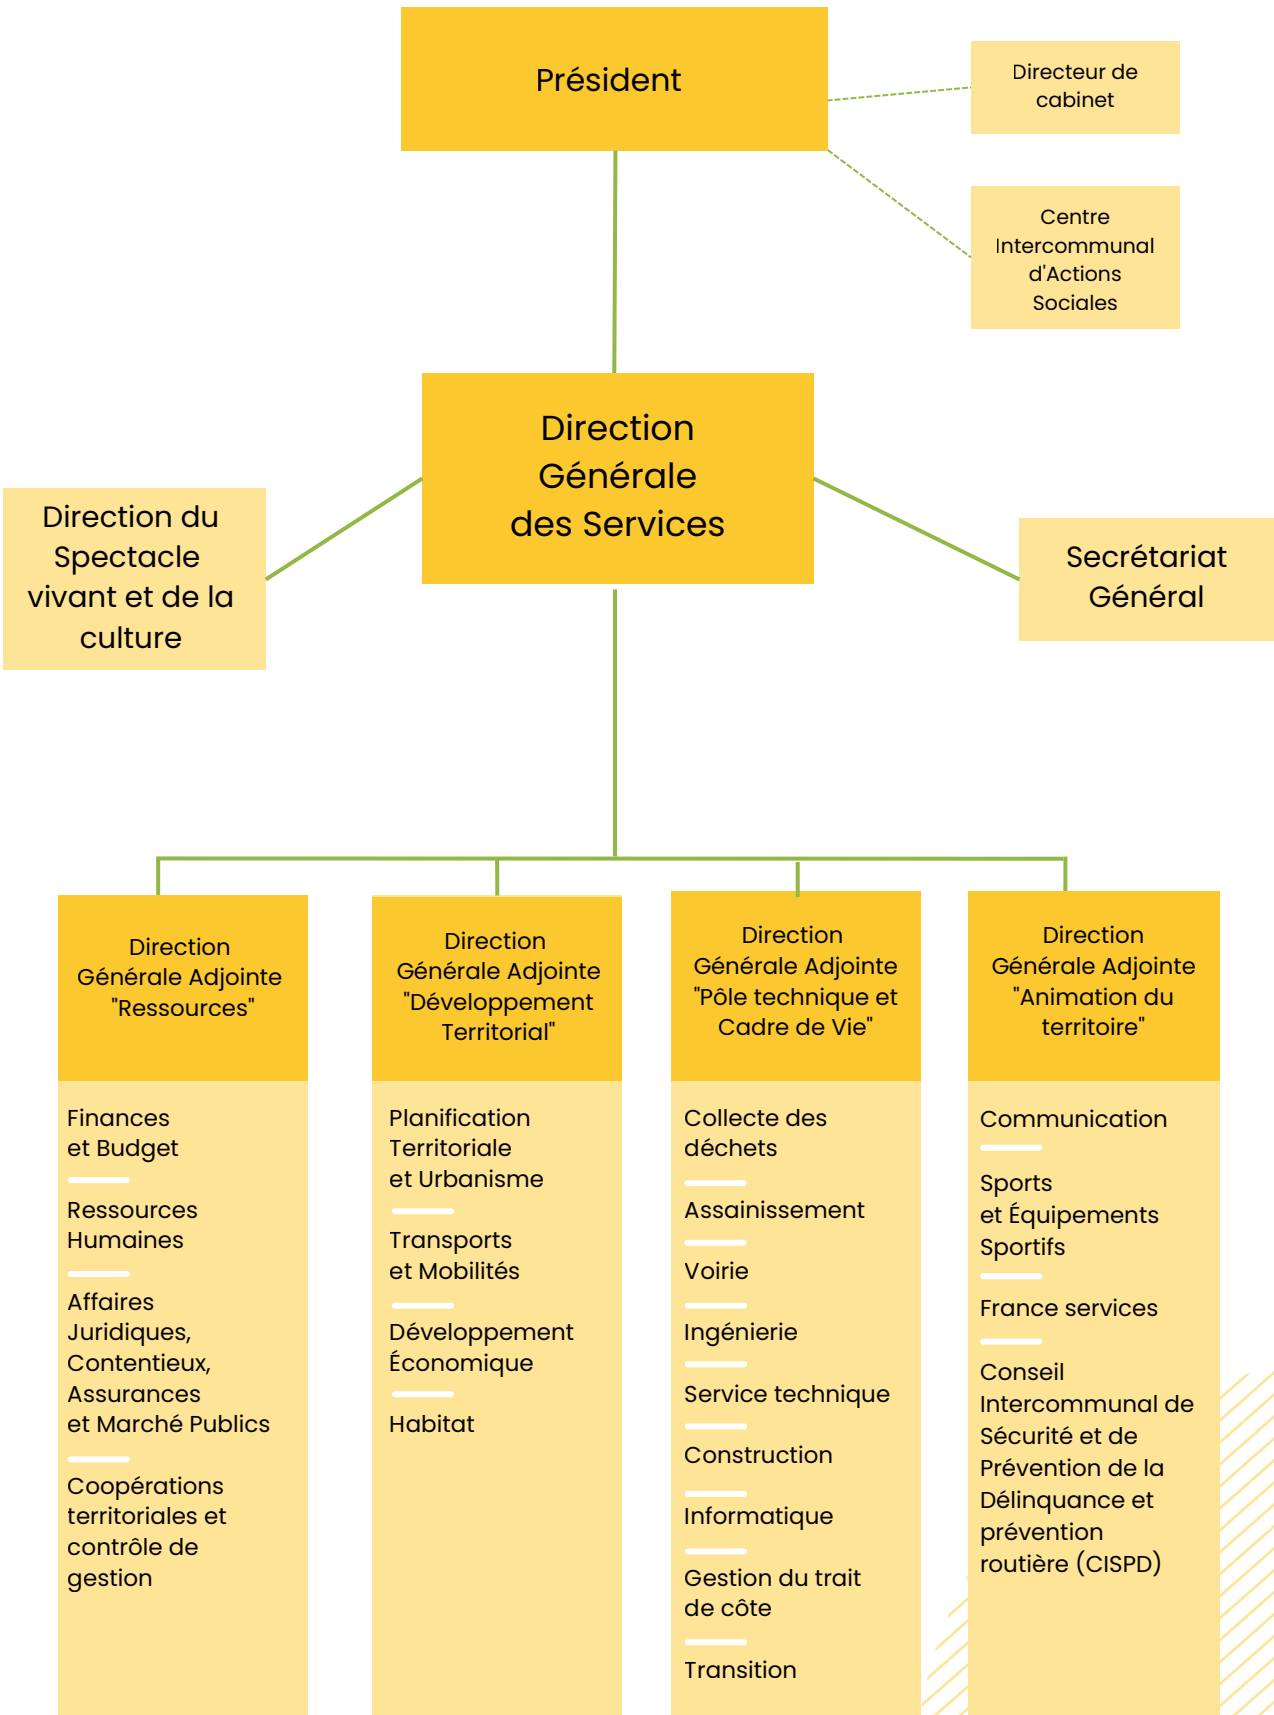 Président
Directeur de
cabinet
Centre
Intercommunal
d'Actions
Sociales
Direction
Générale
des Services
Direction du
Spectacle
vivant et de la
culture
Secrétariat
Général
Direction
Générale Adjointe
"Ressources"
Finances
et Budget
Ressources
Humaines
Affaires
Juridiques,
Contentieux,
Assurances
et Marché Publics
Coopérations
territoriales et
contrôle de
gestion
Direction
Générale Adjointe
"Développement
Territorial"
Planification
Territoriale
et Urbanisme
Transports
et Mobilités
Développement
Économique
Habitat
Direction
Générale Adjointe
"Pôle technique et
Cadre de Vie"
Collecte des
déchets
Assainissement
Voirie
Ingénierie
Service technique
Construction
Informatique
Gestion du trait
de côte
Transition
Direction
Générale Adjointe
"Animation du
territoire"
Communication
Sports
et Équipements
Sportifs
France services
Conseil
Intercommunal de
Sécurité et de
Prévention de la
Délinquance et
prévention
routière (CISPD)